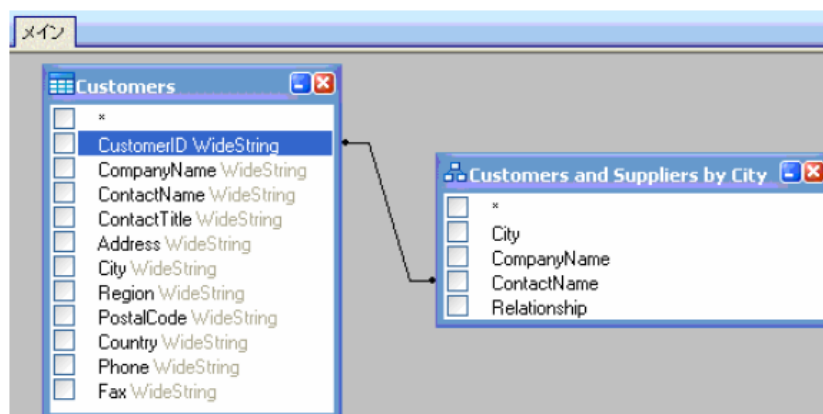 メイン
Customers
*
CustomerID WideString
CompanyName WideString
ContactName WideString
ContactTitle WideString
Address WideString
City WideString
Region WideString
PostalCode WideString
Country WideString
Phone WideString
Fax WideString
Customers and Suppliers by City
*
City
CompanyName
ContactName
Relationship